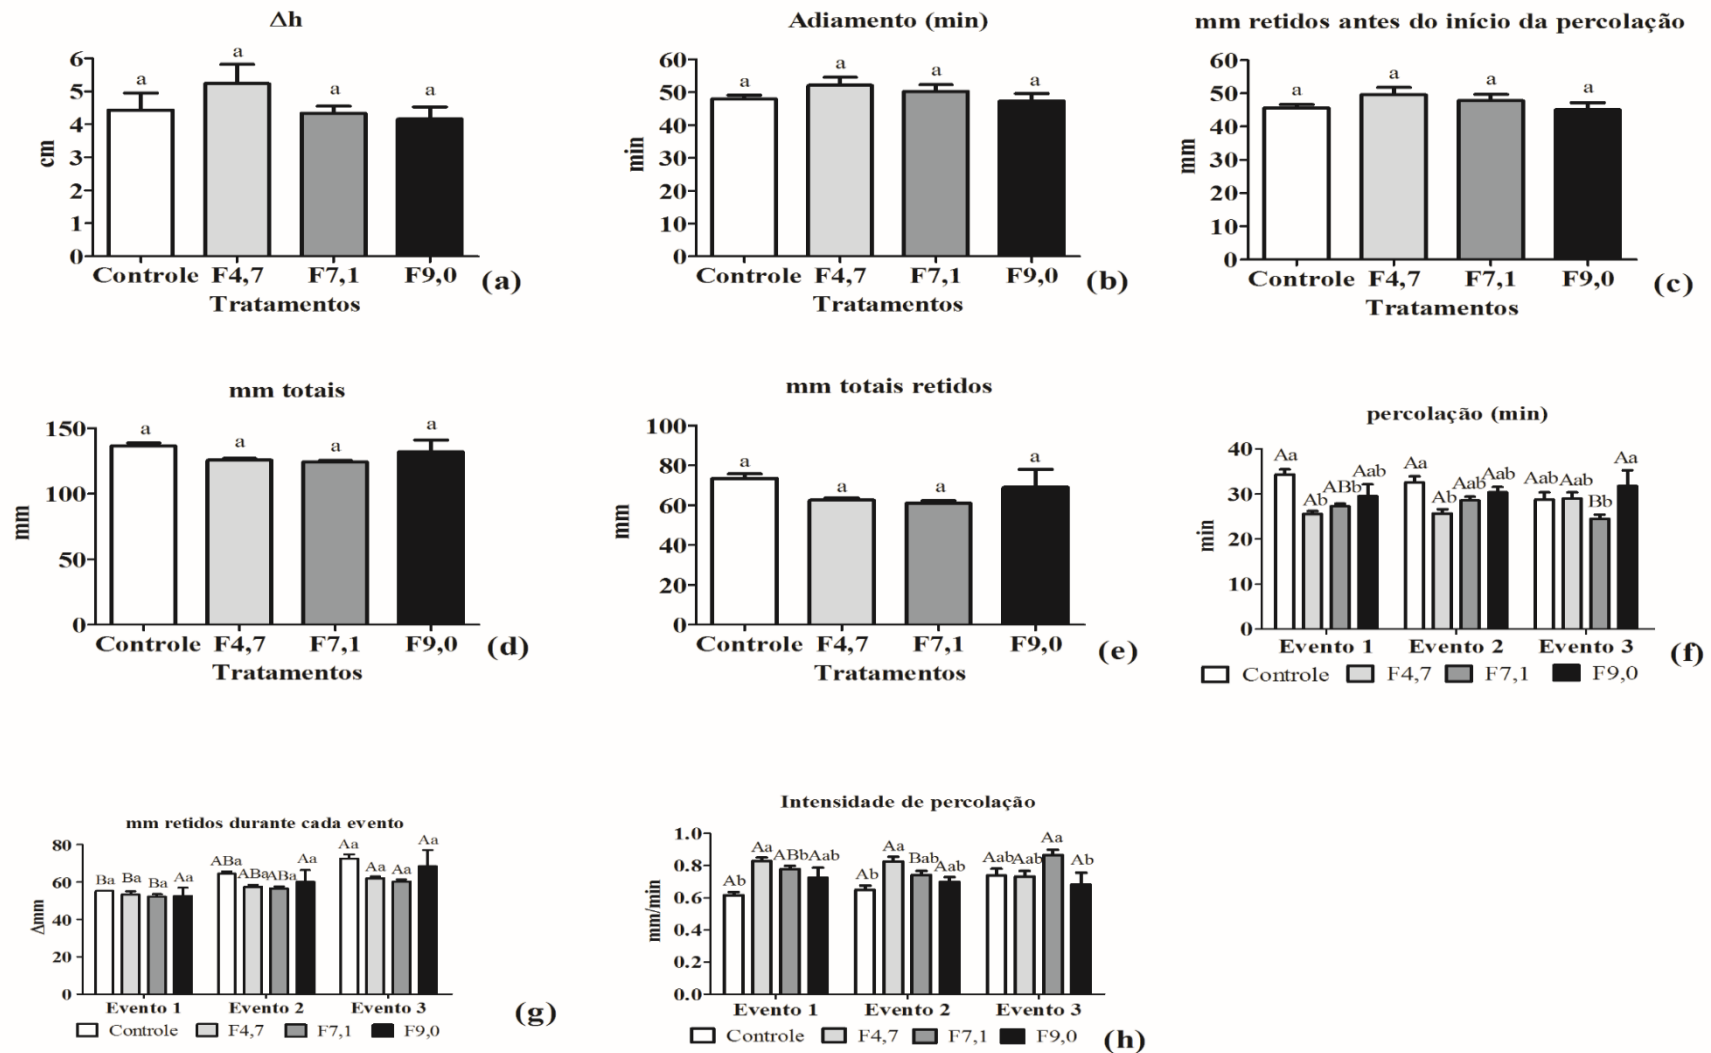 Δh
a
a
a
a
6
5
4
3
2
1
0
cm
Controle F4,7 F7,1 F9,0
Tratamentos
(a)
Adiamento (min)
a
a
a
a
60
50
40
30
20
10
0
min
Controle F4,7 F7,1 F9,0
Tratamentos
(b)
mm retidos antes do início da percolação
a
a
a
a
60
50
40
30
20
10
0
mm
Controle F4,7 F7,1 F9,0
Tratamentos
(c)
mm totais
a
a
a
a
150
100
50
0
mm
Controle F4,7 F7,1 F9,0
Tratamentos
(d)
mm totais retidos
a
a
a
a
100
80
60
40
20
0
mm
Controle F4,7 F7,1 F9,0
Tratamentos
(e)
percolação (min)
Aa Ab ABb Aab
Aa Ab Aab Aab
Aab Aab Bb Aa
40
30
20
10
0
min
Evento 1 Evento 2 Evento 3
Controle F4,7 F7,1 F9,0
(f)
mm retidos durante cada evento
Ba Ba Ba Aa
ABa ABa ABa Aa
Aa Aa Aa Aa
80
60
40
20
0
Δmm
Evento 1 Evento 2 Evento 3
Controle F4,7 F7,1 F9,0
(g)
Intensidade de percolação
Ab Aa ABb Aab
Ab Aa Bab Aab
Aab Aab Aa Ab
1.0
0.8
0.6
0.4
0.2
0.0
mm/min
Evento 1 Evento 2 Evento 3
Controle F4,7 F7,1 F9,0
(h)